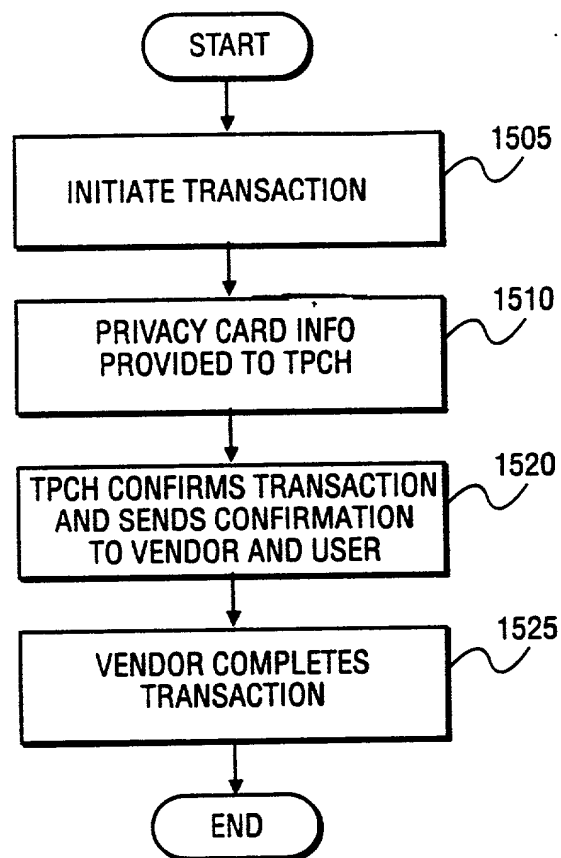 START
1505
INITIATE TRANSACTION
1510
PRIVACY CARD INFO
PROVIDED TO TPCH
1520
TPCH CONFIRMS TRANSACTION
AND SENDS CONFIRMATION
TO VENDOR AND USER
1525
VENDOR COMPLETES
TRANSACTION
END